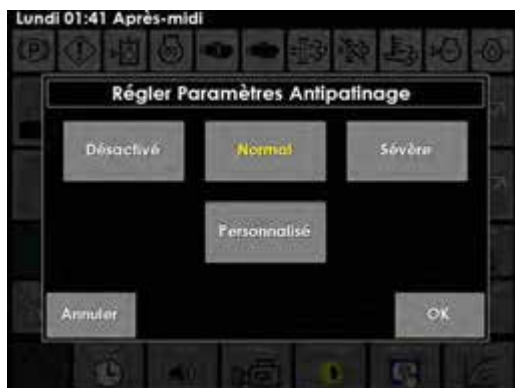 Lundi 01:41 Après-midi
Régler Paramètres Antipatinage
Désactivé Normal Sévère
Personnalisé
Annuler OK